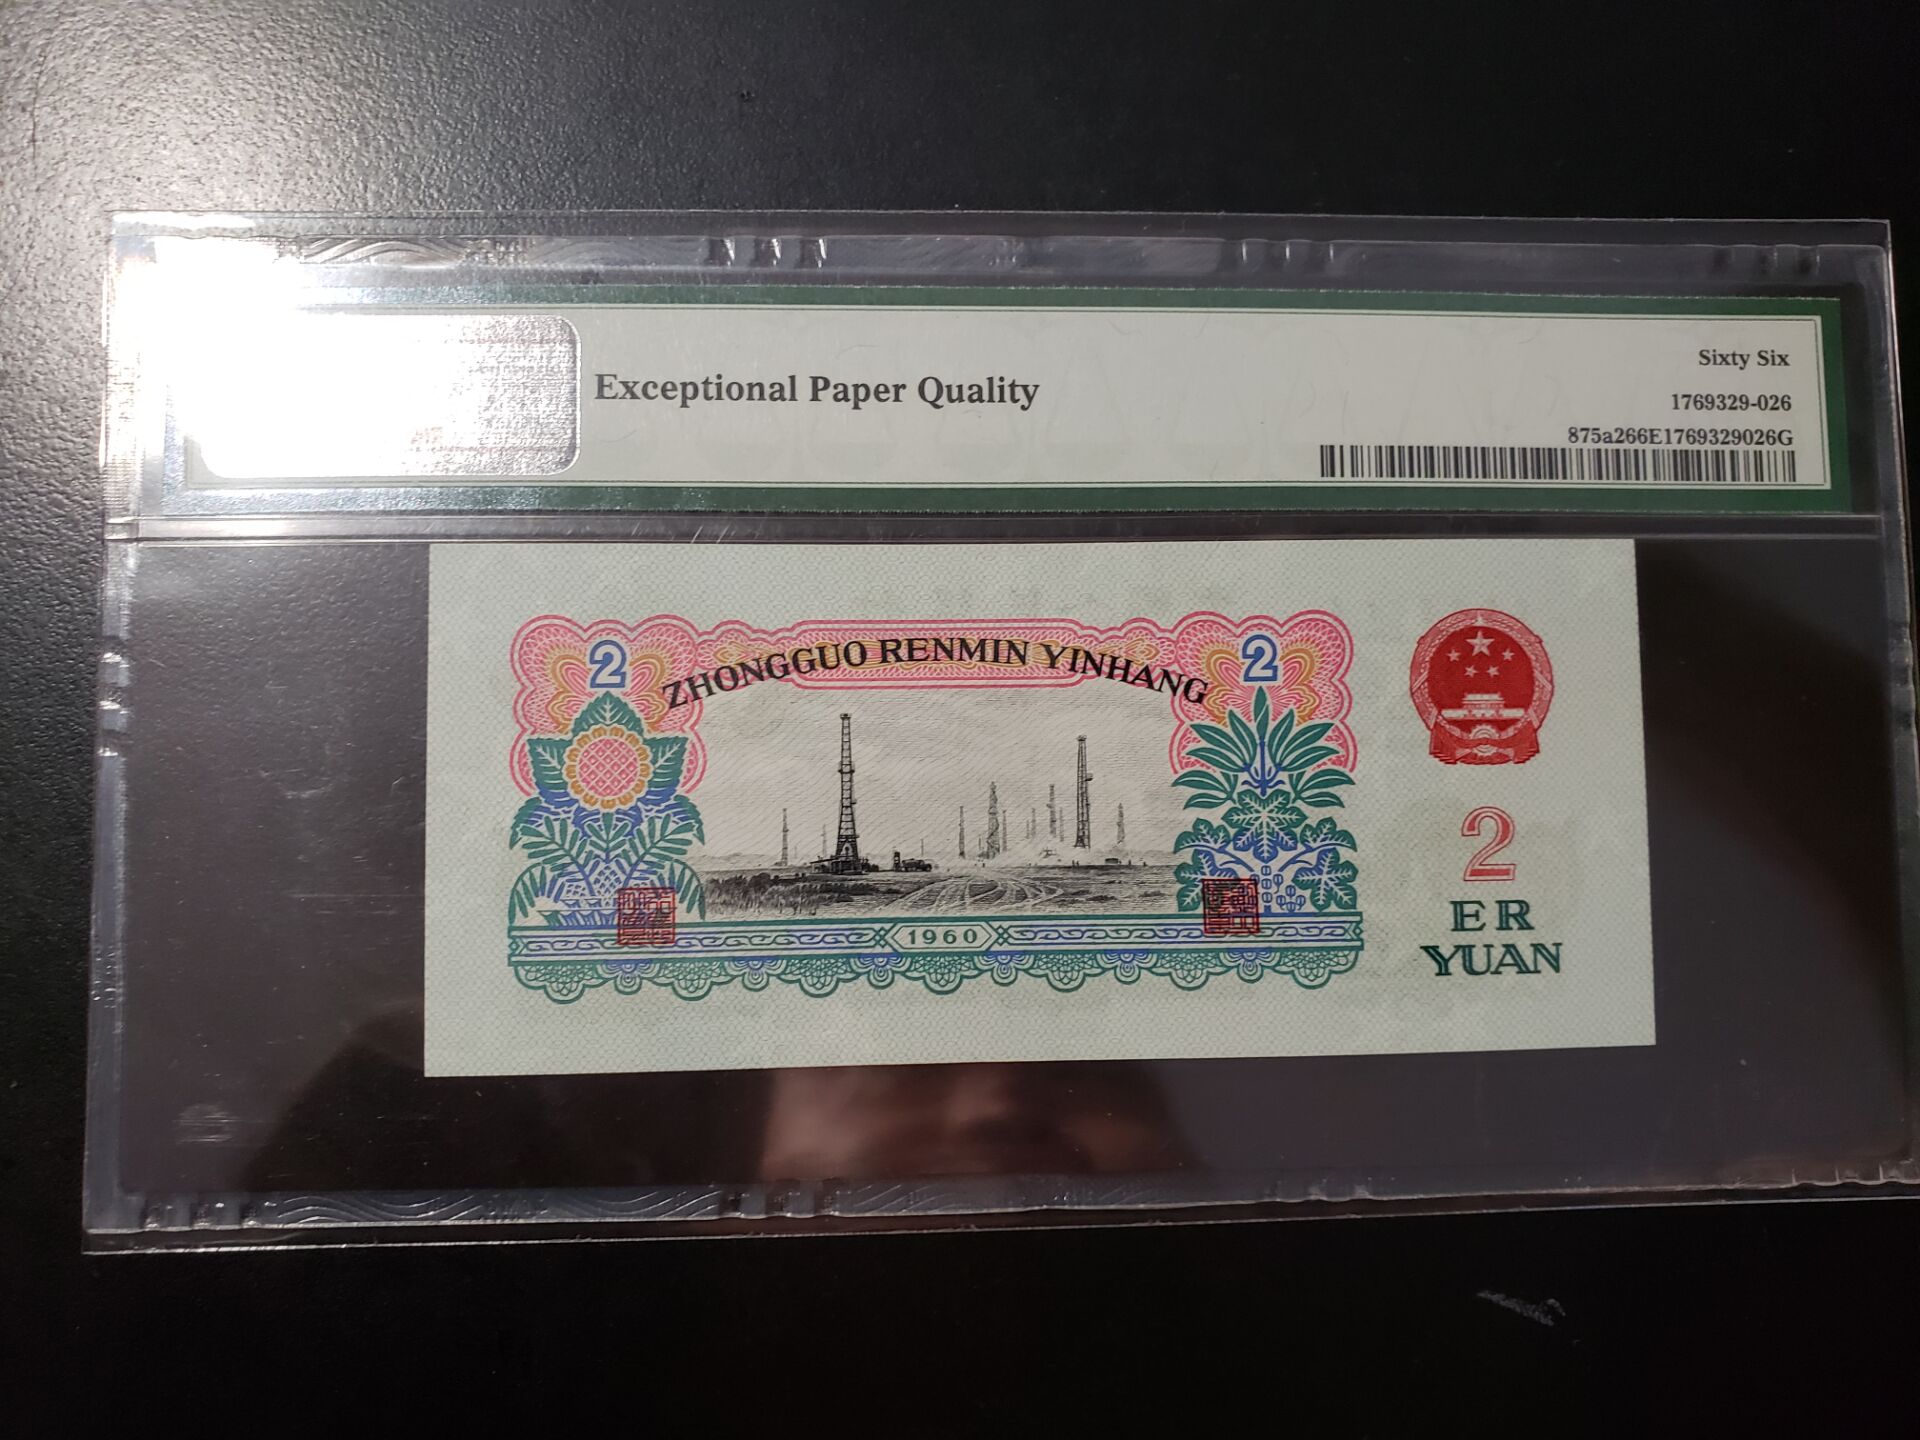 Exceptional Paper Quality
Sixty Six
1769329-026
875a266E1769329026G
2
ZHONGGUO RENMIN YINHANG
2
1960
2
ER
YUAN